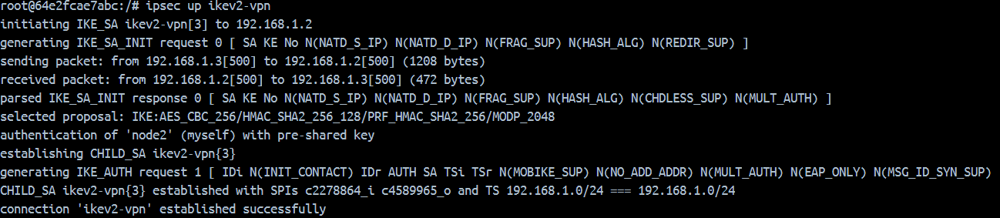 root@64e2fcae7abc:/# ipsec up ikev2-vpn
initiating IKE_SA ikev2-vpn[3] to 192.168.1.2
generating IKE_SA_INIT request 0 [ SA KE No N(NATD_S_IP) N(NATD_D_IP) N(FRAG_SUP) N(HASH_ALG) N(REDIR_SUP) ]
sending packet: from 192.168.1.3[500] to 192.168.1.2[500] (1208 bytes)
received packet: from 192.168.1.2[500] to 192.168.1.3[500] (472 bytes)
parsed IKE_SA_INIT response 0 [ SA KE No N(NATD_S_IP) N(NATD_D_IP) N(FRAG_SUP) N(HASH_ALG) N(CHDLESS_SUP) N(MULT_AUTH) ]
selected proposal: IKE:AES_CBC_256/HMAC_SHA2_256_128/PRF_HMAC_SHA2_256/MODP_2048
authentication of 'node2' (myself) with pre-shared key
establishing CHILD_SA ikev2-vpn{3}
generating IKE_AUTH request 1 [ IDi N(INIT_CONTACT) IDr AUTH SA TSi TSr N(MOBIKE_SUP) N(NO_ADD_ADDR) N(MULT_AUTH) N(EAP_ONLY) N(MSG_ID_SYN_SUP)
CHILD_SA ikev2-vpn{3} established with SPIs c2278864_i c4589965_o and TS 192.168.1.0/24 === 192.168.1.0/24
connection 'ikev2-vpn' established successfully